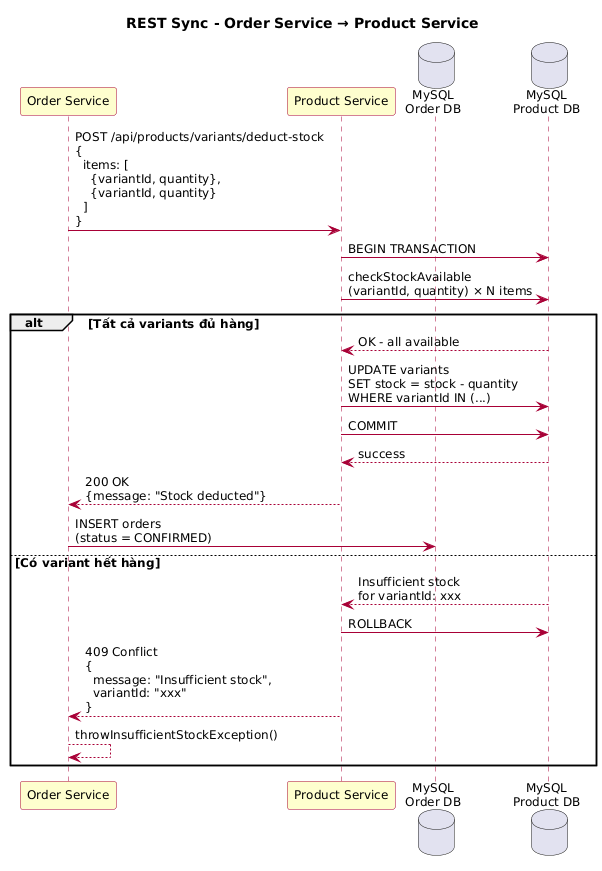 REST Sync - Order Service → Product Service
MySQL
Order DB
MySQL
Product DB
Order Service
Product Service
POST /api/products/variants/deduct-stock
{
items: [
{variantId, quantity},
{variantId, quantity}
]
}
BEGIN TRANSACTION
checkStockAvailable
(variantId, quantity) × N items
alt
[Tất cả variants đủ hàng]
OK - all available
UPDATE variants
SET stock = stock - quantity
WHERE variantId IN (...)
COMMIT
success
200 OK
{message: "Stock deducted"}
INSERT orders
(status = CONFIRMED)
[Có variant hết hàng]
Insufficient stock
for variantId: xxx
ROLLBACK
409 Conflict
{
message: "Insufficient stock",
variantId: "xxx"
}
throwInsufficientStockException()
Order Service
Product Service
MySQL
Order DB
MySQL
Product DB